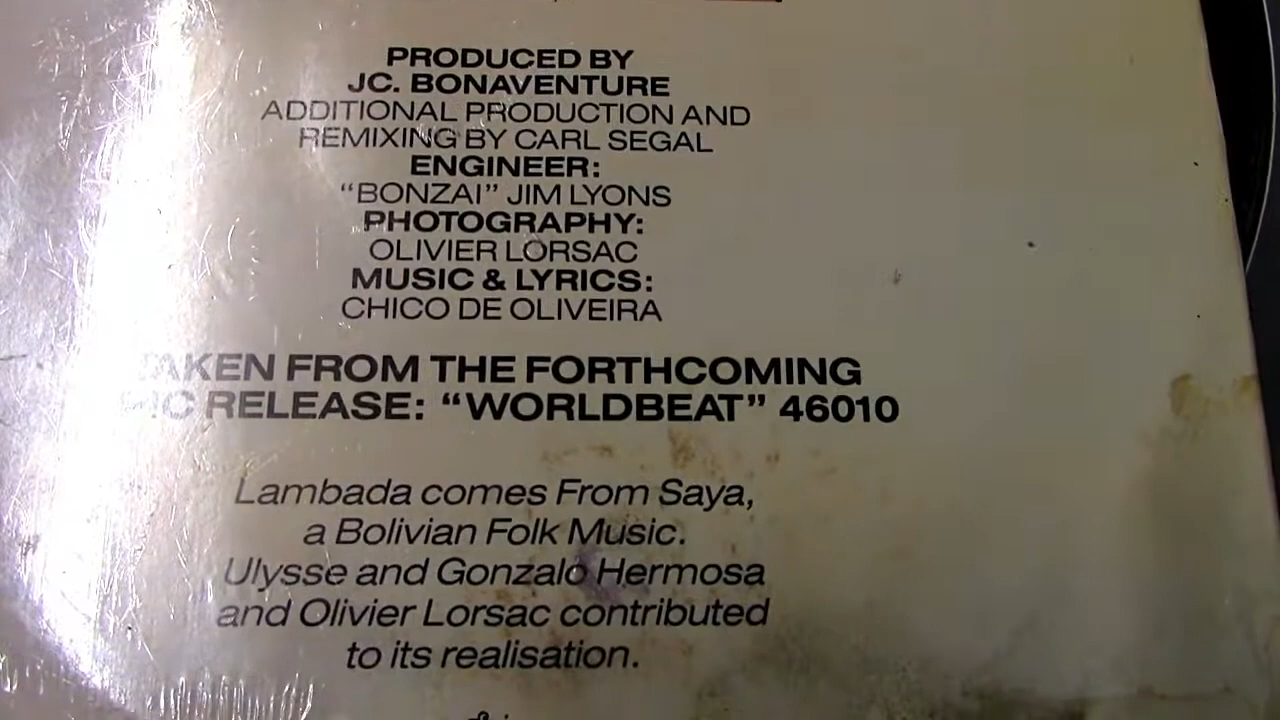 PRODUCED BY
JC. BONAVENTURE
ADDITIONAL PRODUCTION AND
REMIXING BY CARL SEGAL
ENGINEER:
“BONZAI” JIM LYONS
PHOTOGRAPHY:
OLIVIER LORSAC
MUSIC & LYRICS:
CHICO DE OLIVEIRA
TAKEN FROM THE FORTHCOMING
RELEASE: “WORLDBEAT” 46010
Lambada comes From Saya,
a Bolivian Folk Music.
Ulysse and Gonzalo Hermosa
and Olivier Lorsac contributed
to its realisation.